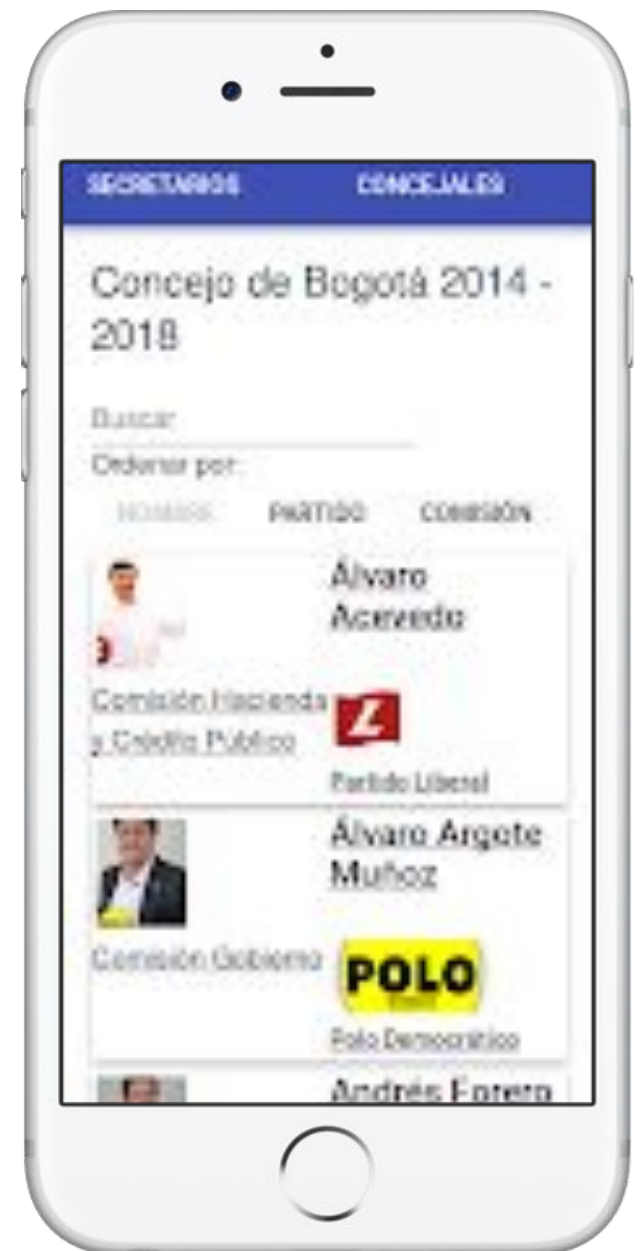 SECRETARIOS CONCEJALES
Concejo de Bogotá 2014 -
2018
Buscar
Ordenar por:
NOMBRE PARTIDO COMISIÓN
Álvaro
Acevedo
Comisión Hacienda
y Crédito Público
L
Partido Liberal
Álvaro Argote
Muñoz
Comisión Gobierno
POLO
Polo Democrático
Andrés Forero